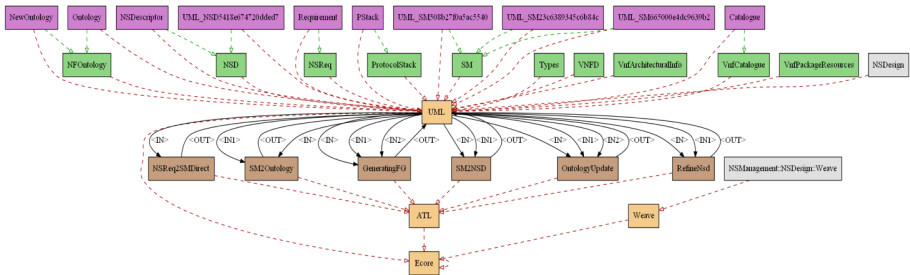 NewOntology Ontology NSDescriptor UML_NSD5418e674720dded7 Requirement PStack UML_SM508b27f0a5ac5540 UML_SM23c6389345c6b84c UML_SM665000e4dc9639b2 Catalogue
NFOntology NSD NSReq ProtocolStack SM Types VNFD VnfArchitecturalInfo VnfCatalogue VnfPackageResources NSDesign
UML
<IN> <OUT> <IN1> <OUT> <IN> <IN1> <IN2> <OUT> <IN> <IN1> <OUT> <IN> <IN1> <IN2> <OUT> <IN> <IN1> <OUT>
NSReq2SMDirect SM2Ontology GeneratingFG SM2NSD OntologyUpdate RefineNsd NSManagement::NSDesign::Weave
ATL Weave
Ecore